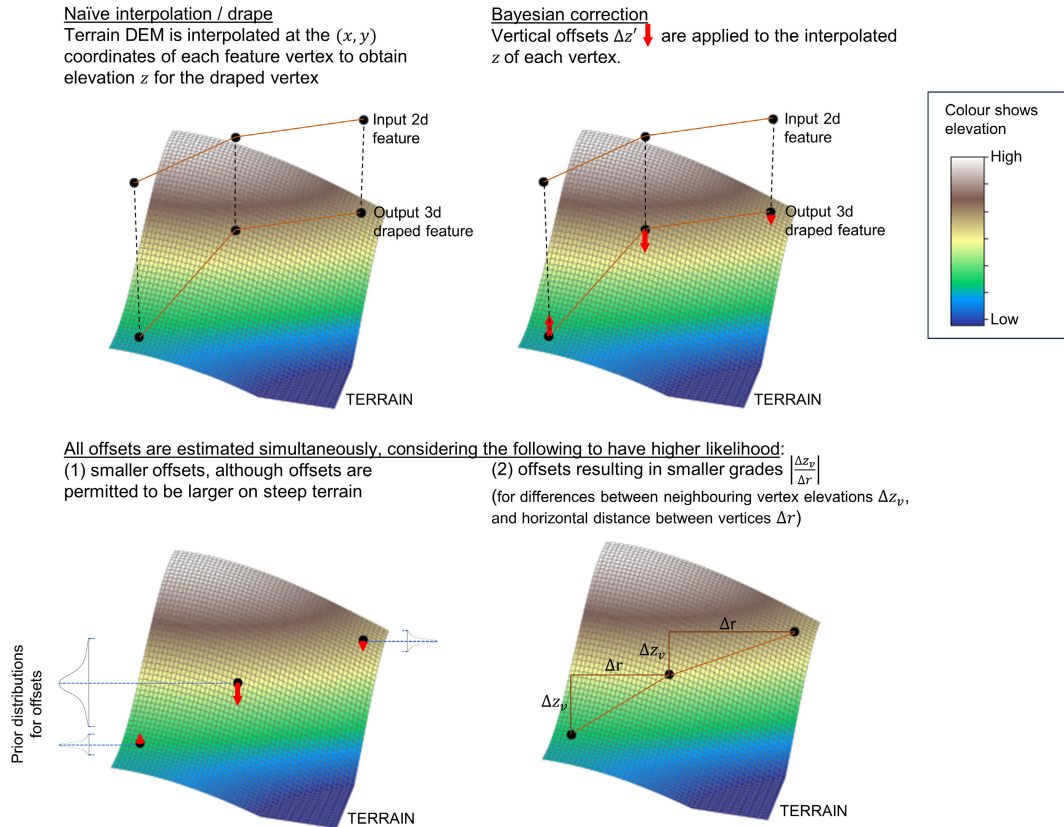 Naïve interpolation / drape
Terrain DEM is interpolated at the (x, y)
coordinates of each feature vertex to obtain
elevation z for the draped vertex
Input 2d
feature
Output 3d
draped feature
TERRAIN
Bayesian correction
Vertical offsets Δz′ are applied to the interpolated
z of each vertex.
Input 2d
feature
Output 3d
draped feature
TERRAIN
Colour shows
elevation
High
Low
All offsets are estimated simultaneously, considering the following to have higher likelihood:
(1) smaller offsets, although offsets are
permitted to be larger on steep terrain
Prior distributions
for offsets
TERRAIN
(2) offsets resulting in smaller grades |Δz_v/Δr|
(for differences between neighbouring vertex elevations Δz_v,
and horizontal distance between vertices Δr)
Δr
Δz_v
Δr
Δz_v
TERRAIN